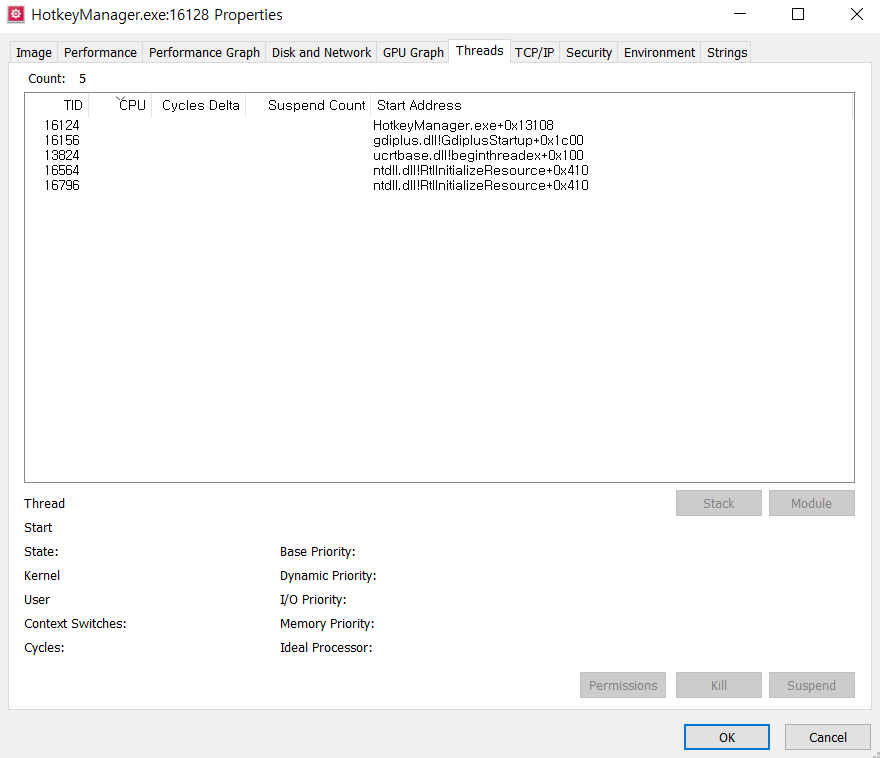 HotkeyManager.exe:16128 Properties
Image Performance Performance Graph Disk and Network GPU Graph Threads TCP/IP Security Environment Strings
Count: 5
TID CPU Cycles Delta Suspend Count Start Address
16124 HotkeyManager.exe+0x13108
16156 gdiplus.dll!GdiplusStartup+0x1c00
13824 ucrtbase.dll!beginthreadex+0x100
16564 ntdll.dll!RtlInitializeResource+0x410
16796 ntdll.dll!RtlInitializeResource+0x410
Thread Stack Module
Start
State: Base Priority:
Kernel Dynamic Priority:
User I/O Priority:
Context Switches: Memory Priority:
Cycles: Ideal Processor:
Permissions Kill Suspend
OK Cancel